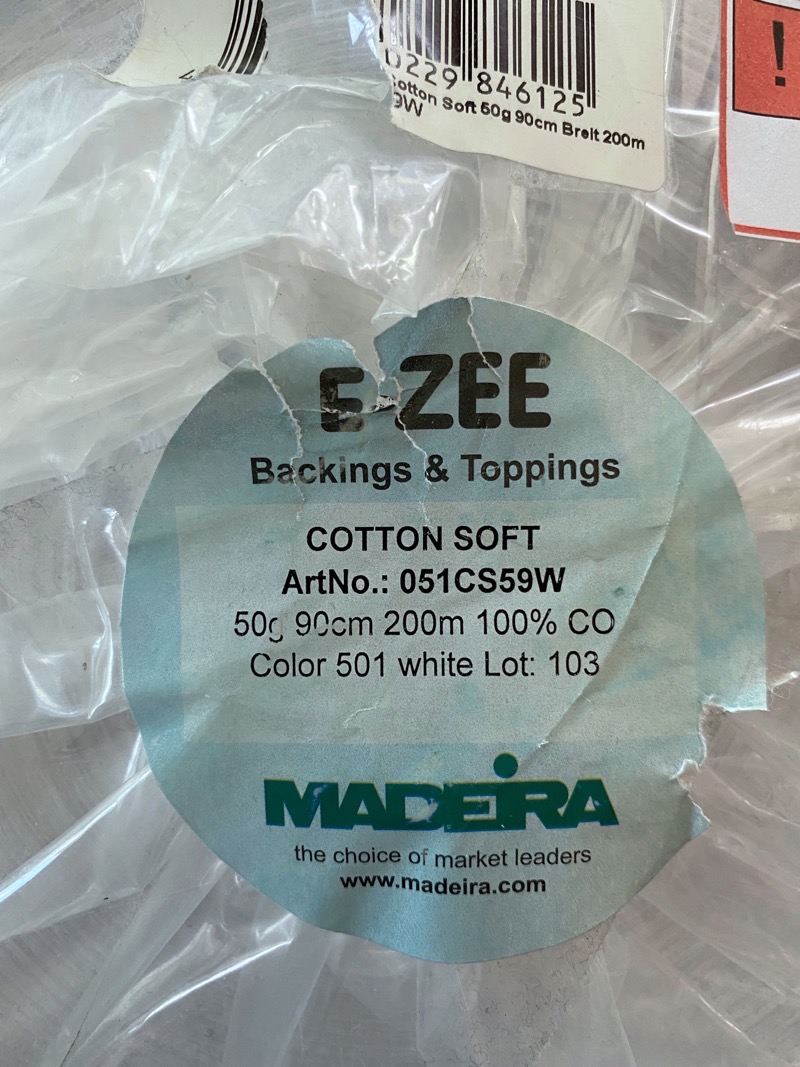 0229 846125
Cotton Soft 50g 90cm Breit 200m
9W
!
E ZEE
Backings & Toppings
COTTON SOFT
ArtNo.: 051CS59W
50g 90cm 200m 100% CO
Color 501 white Lot: 103
MADEIRA
the choice of market leaders
www.madeira.com